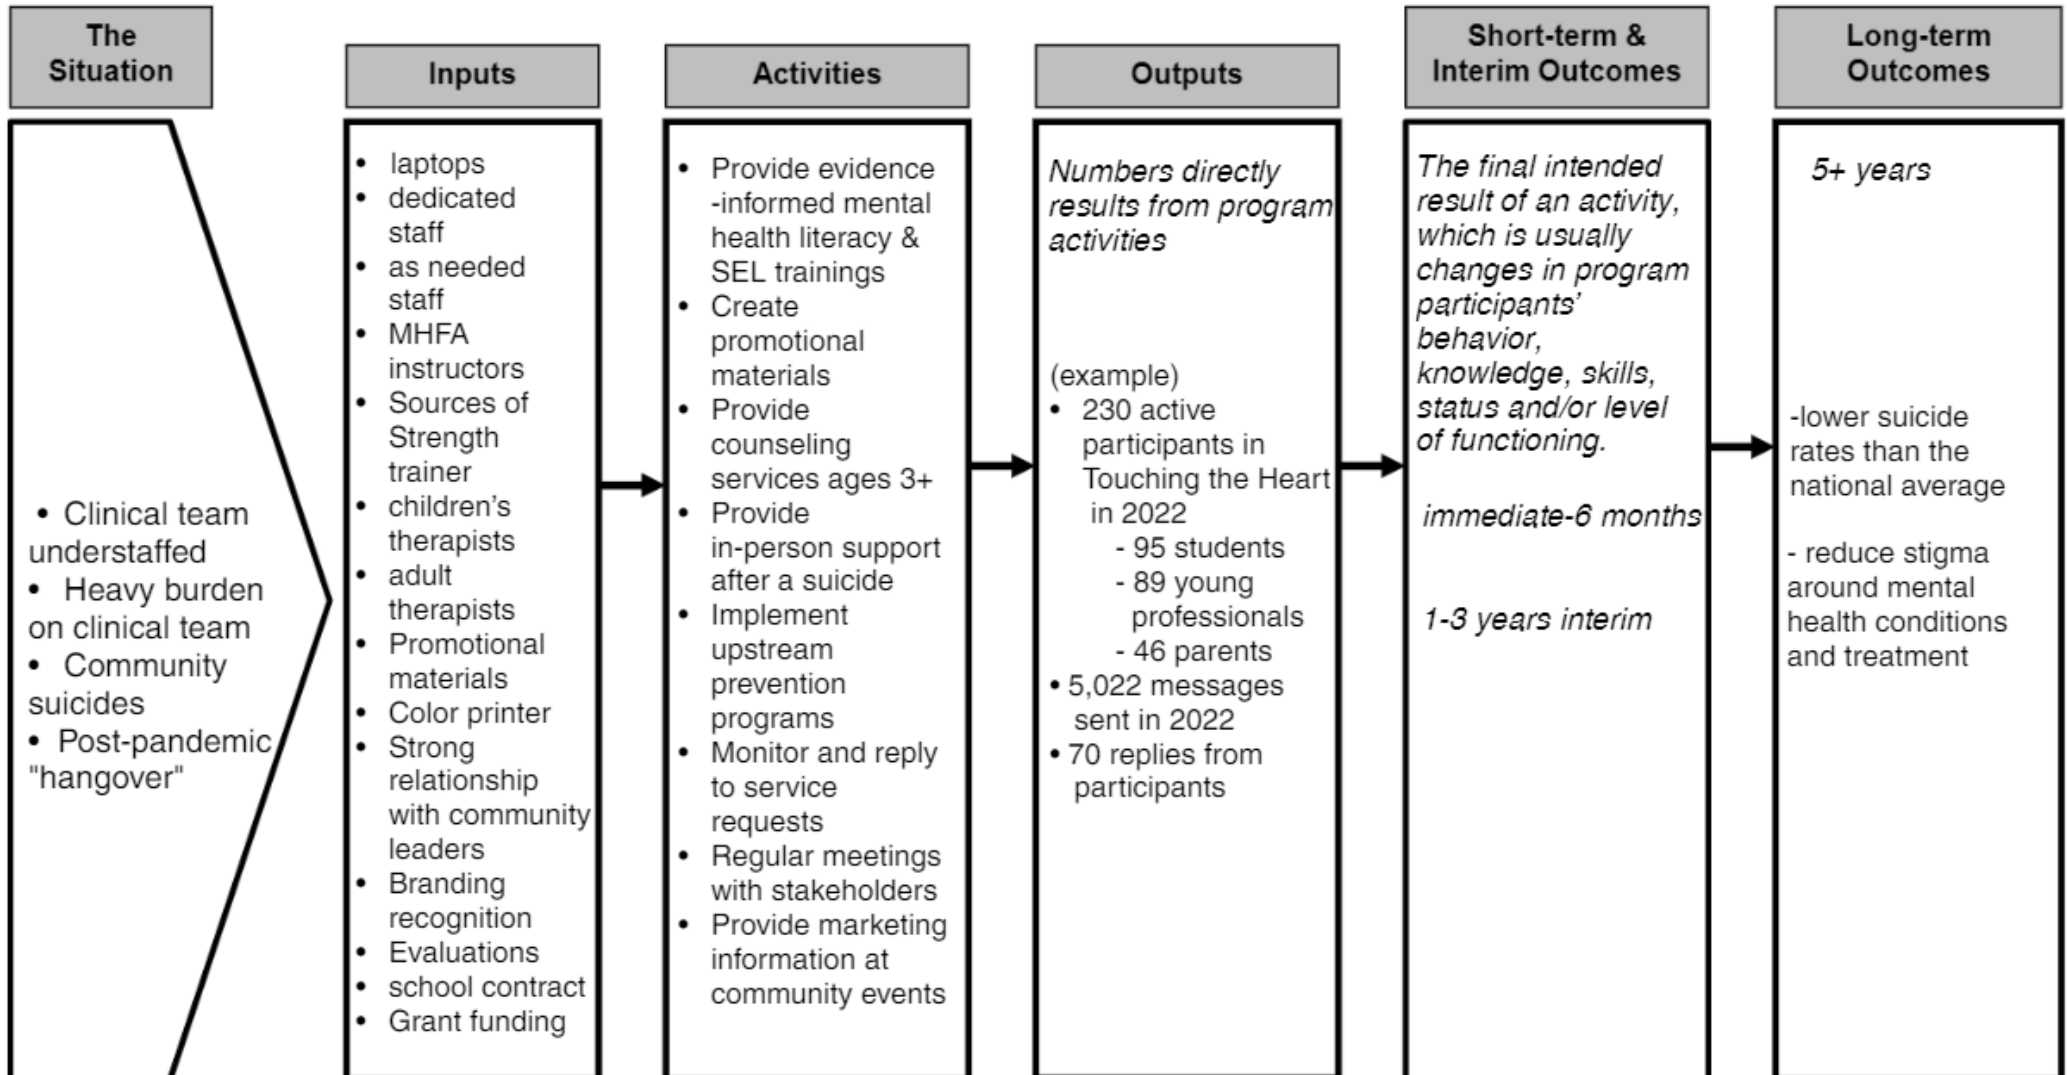 The
Situation
• Clinical team
understaffed
• Heavy burden
on clinical team
• Community
suicides
• Post-pandemic
"hangover"
Inputs
• laptops
• dedicated
staff
• as needed
staff
• MHFA
instructors
• Sources of
Strength
trainer
• children's
therapists
• adult
therapists
• Promotional
materials
• Color printer
• Strong
relationship
with community
leaders
• Branding
recognition
• Evaluations
• school contract
• Grant funding
Activities
• Provide evidence
-informed mental
health literacy &
SEL trainings
• Create
promotional
materials
• Provide
counseling
services ages 3+
• Provide
in-person support
after a suicide
• Implement
upstream
prevention
programs
• Monitor and reply
to service
requests
• Regular meetings
with stakeholders
• Provide marketing
information at
community events
Outputs
Numbers directly
results from program
activities
(example)
• 230 active
participants in
Touching the Heart
in 2022
- 95 students
- 89 young
professionals
- 46 parents
• 5,022 messages
sent in 2022
• 70 replies from
participants
Short-term &
Interim Outcomes
The final intended
result of an activity,
which is usually
changes in program
participants'
behavior,
knowledge, skills,
status and/or level
of functioning.
immediate-6 months
1-3 years interim
Long-term
Outcomes
5+ years
-lower suicide
rates than the
national average
- reduce stigma
around mental
health conditions
and treatment